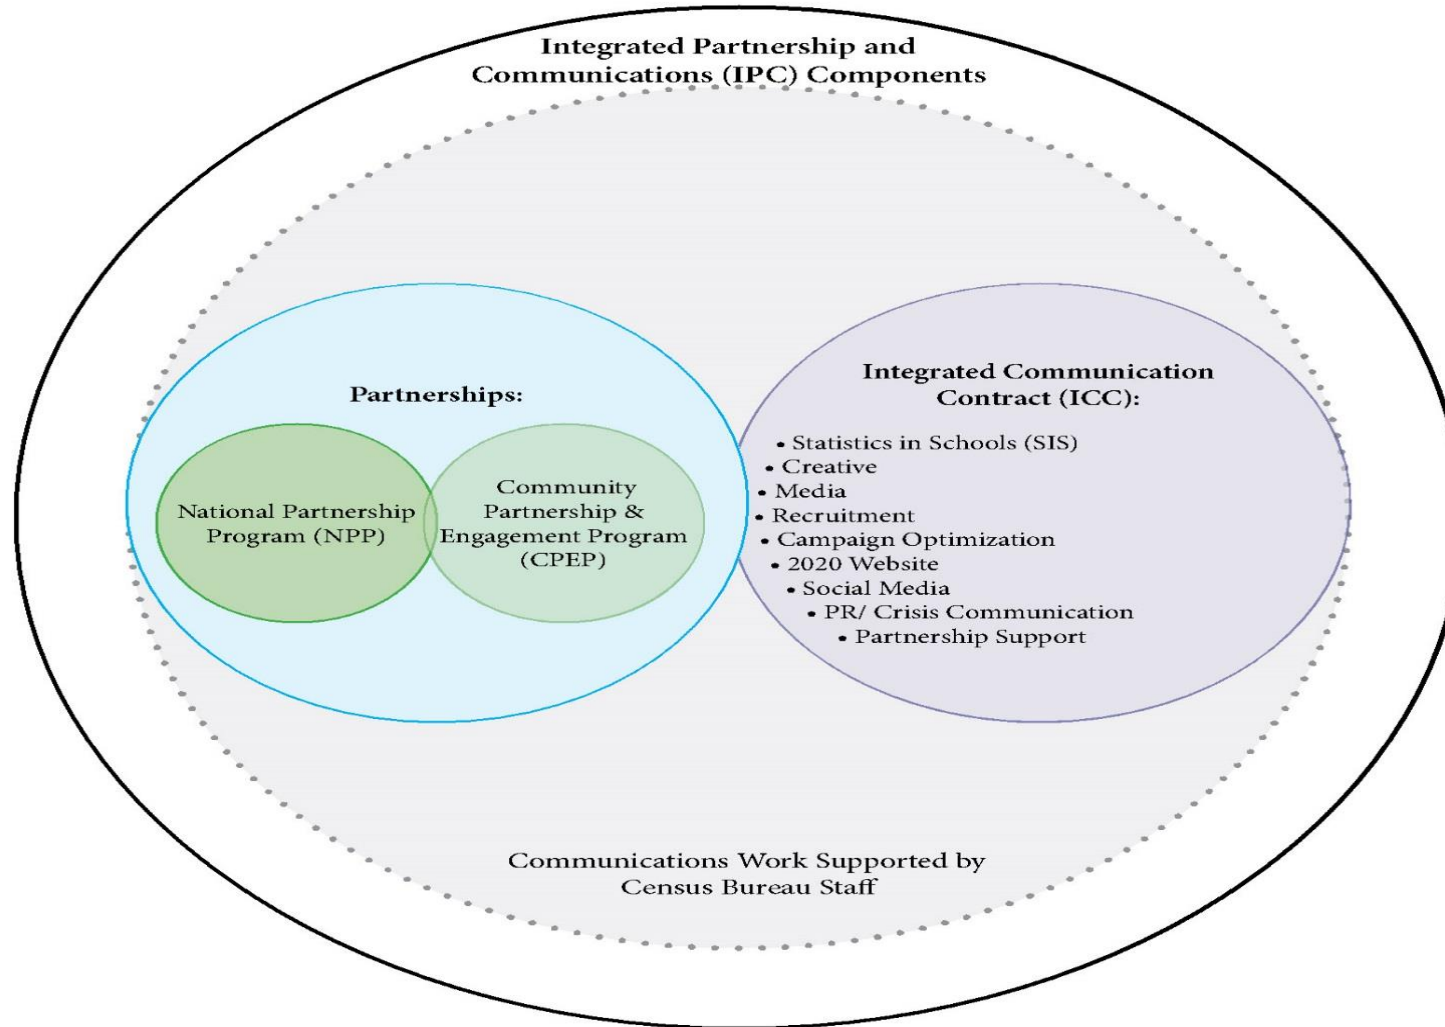 Integrated Partnership and
Communications (IPC) Components
Partnerships:
National Partnership
Program (NPP)
Community
Partnership &
Engagement Program
(CPEP)
Integrated Communication
Contract (ICC):
• Statistics in Schools (SIS)
• Creative
• Media
• Recruitment
• Campaign Optimization
• 2020 Website
• Social Media
• PR/ Crisis Communication
• Partnership Support
Communications Work Supported by
Census Bureau Staff